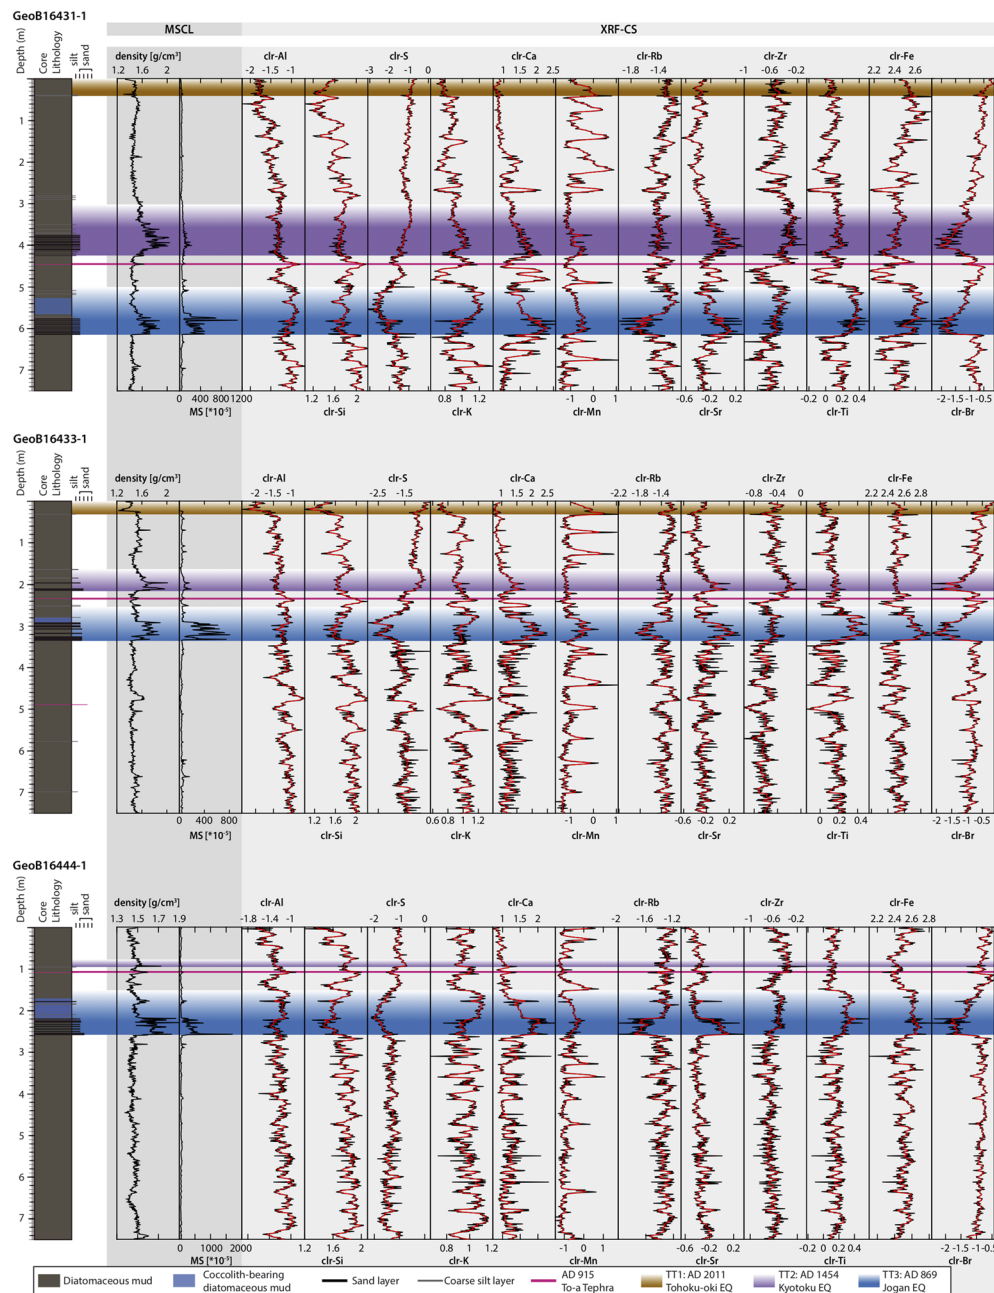 GeoB16431-1
MSCL
XRF-CS
Depth (m)
Core
Lithology
silt
sand
density [g/cm³]
clr-Al
clr-S
clr-Ca
clr-Rb
clr-Zr
clr-Fe
1.2 1.6 2
-2 -1.5 -1
-3 -2 -1 0
1 1.5 2 2.5
-1.8 -1.4
-1 -0.6 -0.2
2.2 2.4 2.6
1
2
3
4
5
6
7
0 400 800 1200
1.2 1.6 2
0.8 1 1.2
-1 0 1
-0.6 -0.2 0.2
-0.2 0 0.2 0.4
-2 -1.5 -1 -0.5
MS [*10⁻⁵]
clr-Si
clr-K
clr-Mn
clr-Sr
clr-Ti
clr-Br
GeoB16433-1
Depth (m)
Core
Lithology
silt
sand
density [g/cm³]
clr-Al
clr-S
clr-Ca
clr-Rb
clr-Zr
clr-Fe
1.2 1.6 2
-2 -1.5 -1
-2.5 -1.5
1 1.5 2 2.5
-2.2 -1.8 -1.4
-0.8 -0.4 0
2.2 2.4 2.6 2.8
1
2
3
4
5
6
7
0 400 800
1.2 1.6 2
0.6 0.8 1 1.2
-1 0 1
-0.6 -0.2 0.2
0 0.2 0.4
-2 -1.5 -1 -0.5
MS [*10⁻⁵]
clr-Si
clr-K
clr-Mn
clr-Sr
clr-Ti
clr-Br
GeoB16444-1
Depth (m)
Core
Lithology
silt
sand
density [g/cm³]
clr-Al
clr-S
clr-Ca
clr-Rb
clr-Zr
clr-Fe
1.3 1.5 1.7 1.9
-1.8 -1.4 -1
-2 -1 0
1 1.5 2
-2 -1.6 -1.2
-1 -0.6 -0.2
2.2 2.4 2.6 2.8
1
2
3
4
5
6
7
0 1000 2000
1.2 1.6 2
0.8 1 1.2
-1 0 1
-0.6 -0.2 0.2
-0.2 0 0.2 0.4
-2 -1.5 -1 -0.5
MS [*10⁻⁵]
clr-Si
clr-K
clr-Mn
clr-Sr
clr-Ti
clr-Br
Diatomaceous mud
Coccolith-bearing
diatomaceous mud
Sand layer
Coarse silt layer
AD 915
To-a Tephra
TT1: AD 2011
Tohoku-oki EQ
TT2: AD 1454
Kyotoku EQ
TT3: AD 869
Jogan EQ